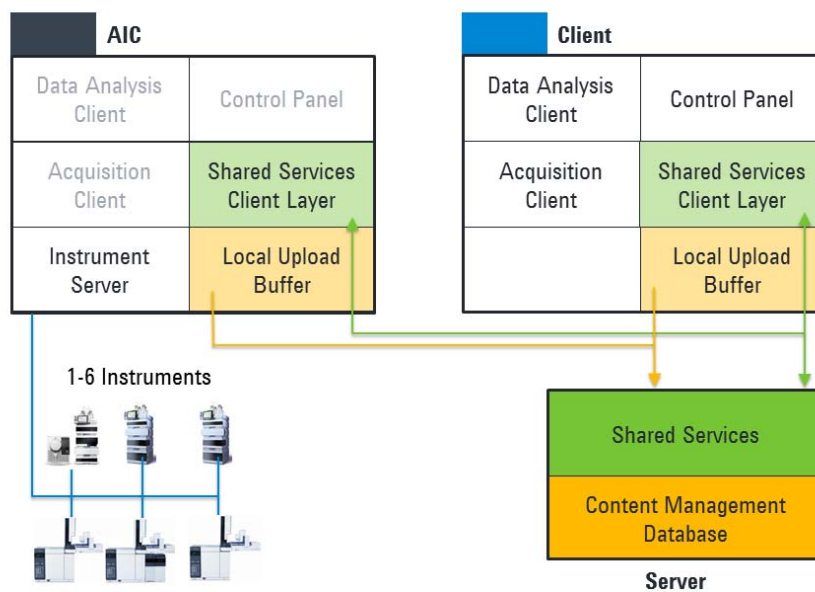 AIC
Data Analysis
Client
Control Panel
Acquisition
Client
Shared Services
Client Layer
Instrument
Server
Local Upload
Buffer
1-6 Instruments
Client
Data Analysis
Client
Control Panel
Acquisition
Client
Shared Services
Client Layer
Local Upload
Buffer
Shared Services
Content Management
Database
Server